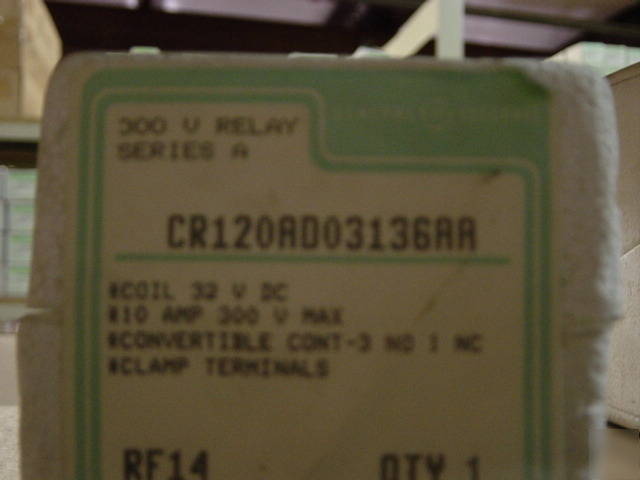 300 V RELAY
SERIES A
CR120AD03136AA
*COIL 32 V DC
*10 AMP 300 V MAX
*CONVERTIBLE CONT-3 NO 1 NC
*CLAMP TERMINALS
RF14 QTY 1